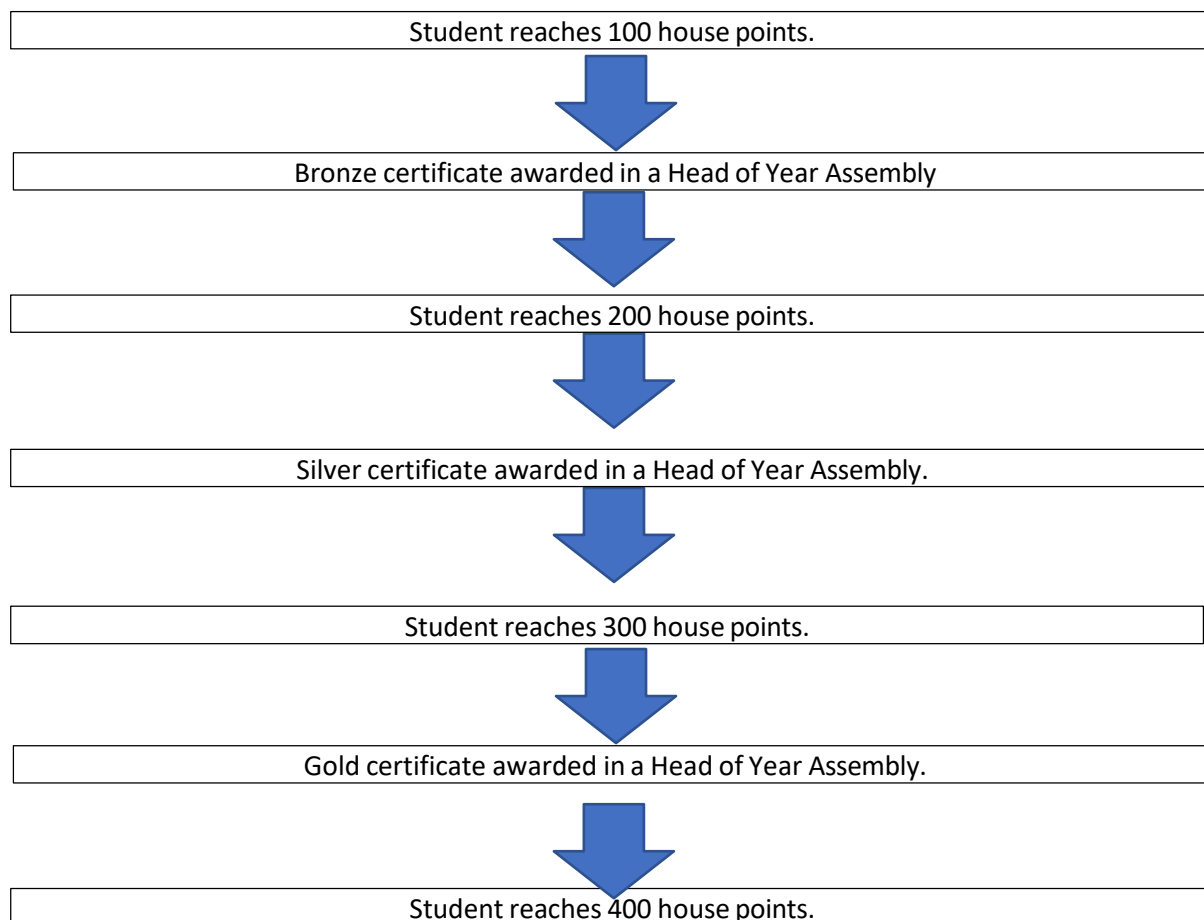 Student reaches 100 house points.
Bronze certificate awarded in a Head of Year Assembly
Student reaches 200 house points.
Silver certificate awarded in a Head of Year Assembly.
Student reaches 300 house points.
Gold certificate awarded in a Head of Year Assembly.
Student reaches 400 house points.